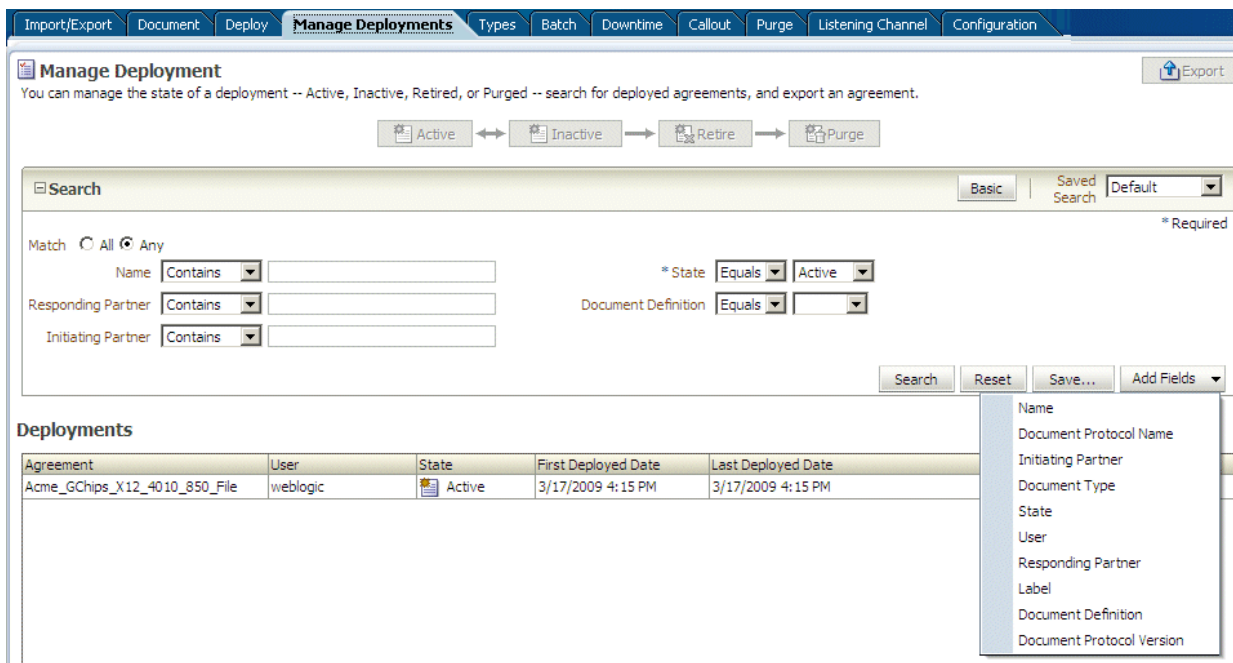 Import/Export Document Deploy Manage Deployments Types Batch Downtime Callout Purge Listening Channel Configuration
Manage Deployment
Export
You can manage the state of a deployment -- Active, Inactive, Retired, or Purged -- search for deployed agreements, and export an agreement.
Active Inactive Retire Purge
Search
Basic
Saved Search Default
* Required
Match All Any
Name Contains
* State Equals Active
Responding Partner Contains
Document Definition Equals
Initiating Partner Contains
Search Reset Save... Add Fields
Name
Document Protocol Name
Initiating Partner
Document Type
State
User
Responding Partner
Label
Document Definition
Document Protocol Version
Deployments
Agreement User State First Deployed Date Last Deployed Date
Acme_GChips_X12_4010_850_File weblogic Active 3/17/2009 4:15 PM 3/17/2009 4:15 PM